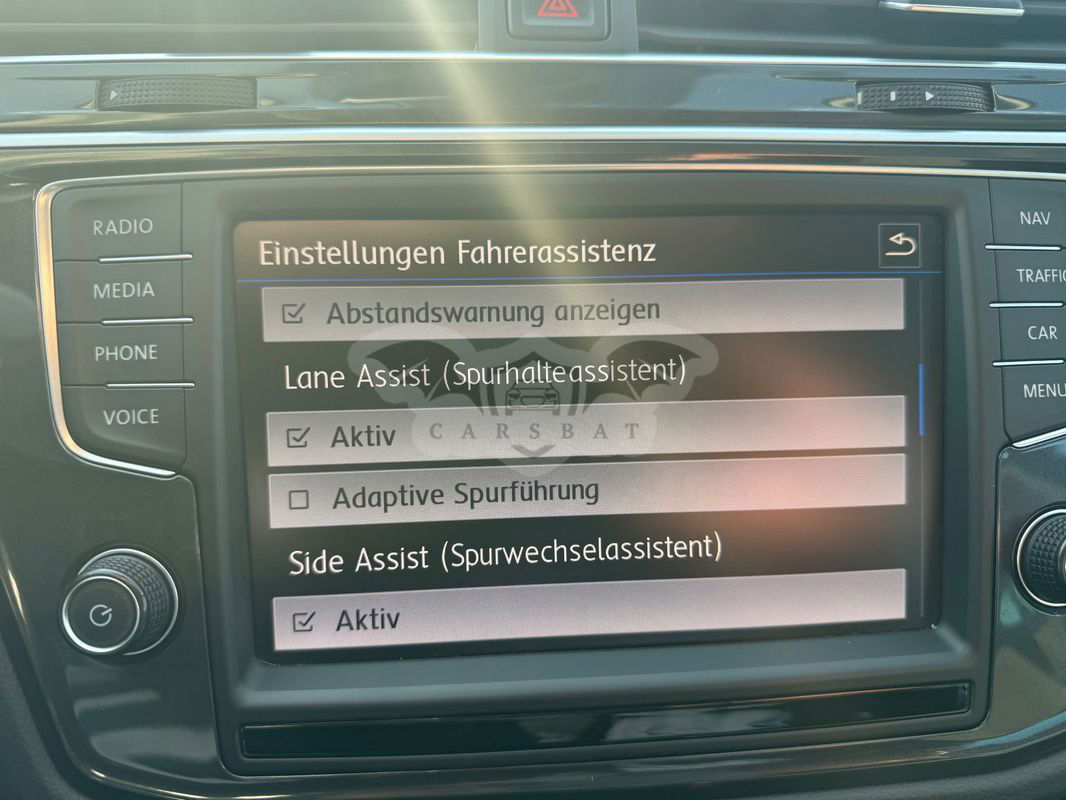 RADIO
MEDIA
PHONE
VOICE
Einstellungen Fahrerassistenz
Abstandswarnung anzeigen
Lane Assist (Spurhalteassistent)
Aktiv
CARSBAT
Adaptive Spurführung
Side Assist (Spurwechselassistent)
Aktiv
NAV
TRAFFIC
CAR
MENU